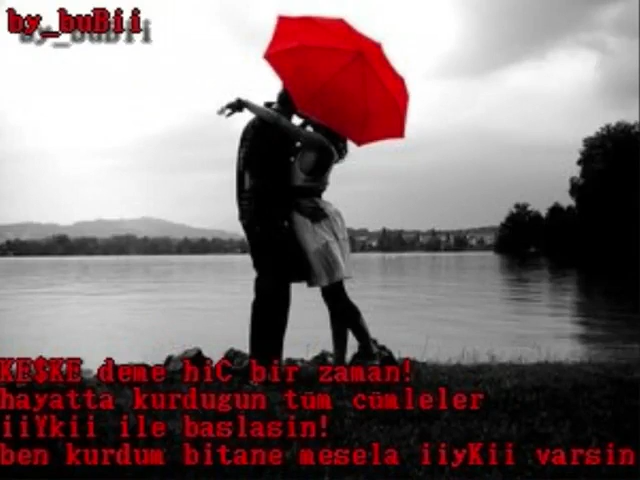 by_buBii
KE$KE deme hiC bir zaman!
hayatta kurdugun tüm cümleler
iiYkii ile baslasin!
ben kurdum bitane mesela iiyKii varsin